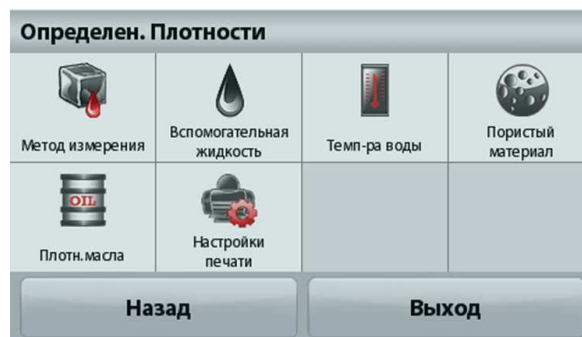 Определен. Плотности
Метод измерения
Вспомогательная
жидкость
Темп-ра воды
Пористый
материал
OIL
Плотн.масла
Настройки
печати
Назад
Выход